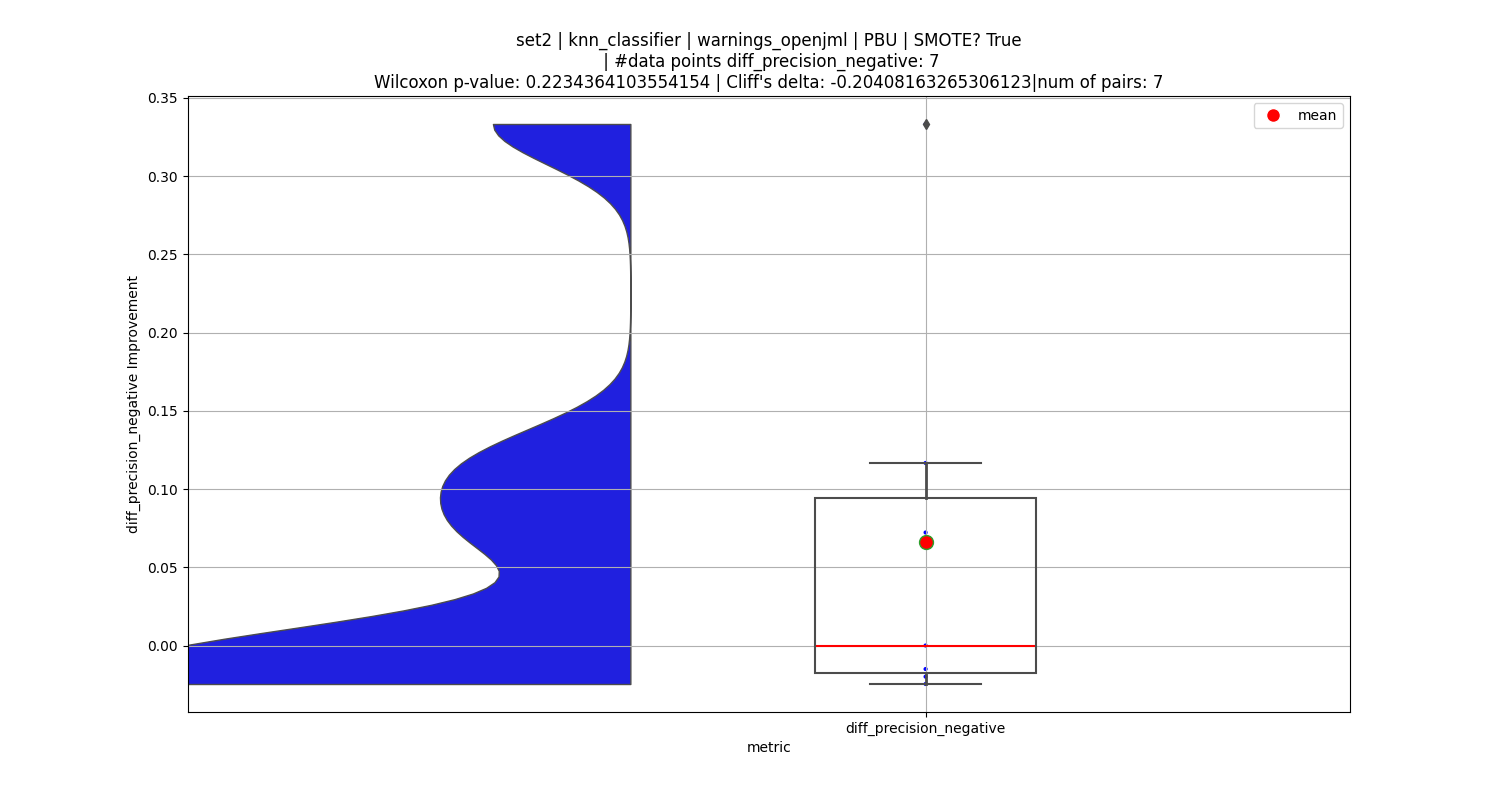 set2 | knn_classifier | warnings_openjml | PBU | SMOTE? True
| #data points diff_precision_negative: 7
Wilcoxon p-value: 0.2234364103554154 | Cliff's delta: -0.20408163265306123|num of pairs: 7
mean
0.35
0.30
0.25
0.20
0.15
0.10
0.05
0.00
diff_precision_negative Improvement
diff_precision_negative
metric